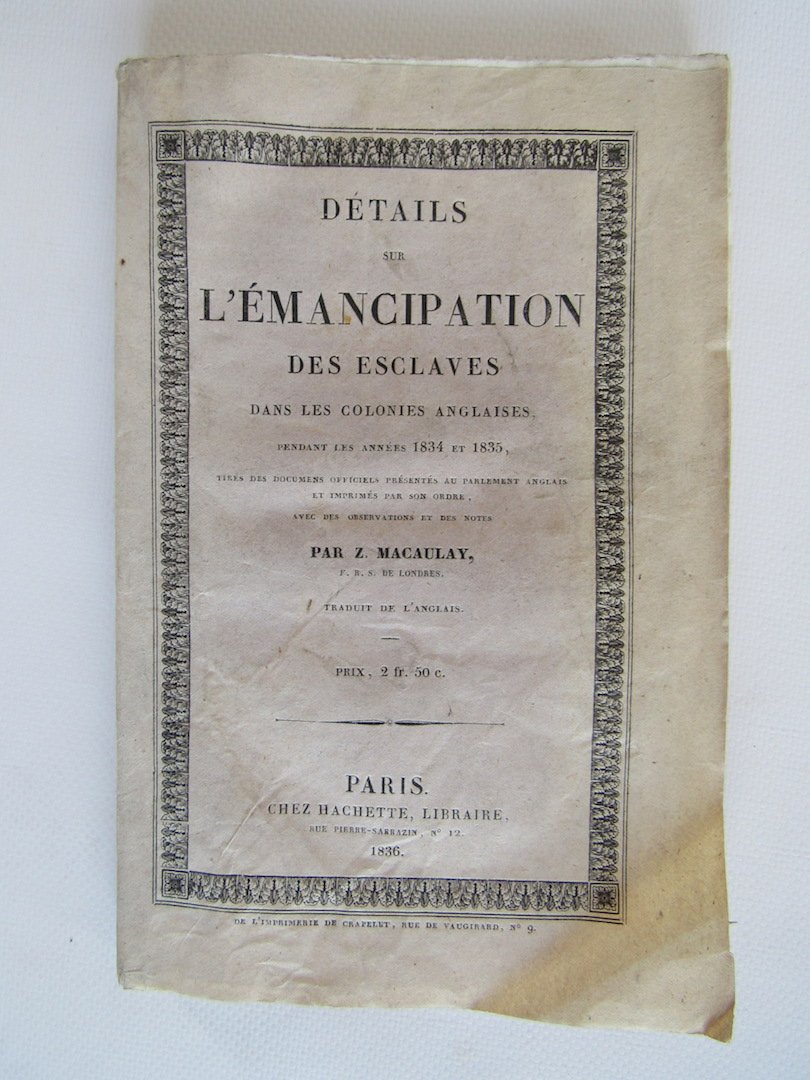 DÉTAILS
SUR
L'ÉMANCIPATION
DES ESCLAVES
DANS LES COLONIES ANGLAISES,
PENDANT LES ANNÉES 1834 ET 1835,
TIRÉS DES DOCUMENS OFFICIELS PRÉSENTÉS AU PARLEMENT ANGLAIS
ET IMPRIMÉS PAR SON ORDRE,
AVEC DES OBSERVATIONS ET DES NOTES
PAR Z. MACAULAY,
F. R. S. DE LONDRES.
TRADUIT DE L'ANGLAIS.
PRIX, 2 fr. 50 c.
PARIS.
CHEZ HACHETTE, LIBRAIRE,
RUE PIERRE-SARRAZIN, N° 12.
1836.
DE L'IMPRIMERIE DE CRAPELET, RUE DE VAUGIRARD, N° 9.